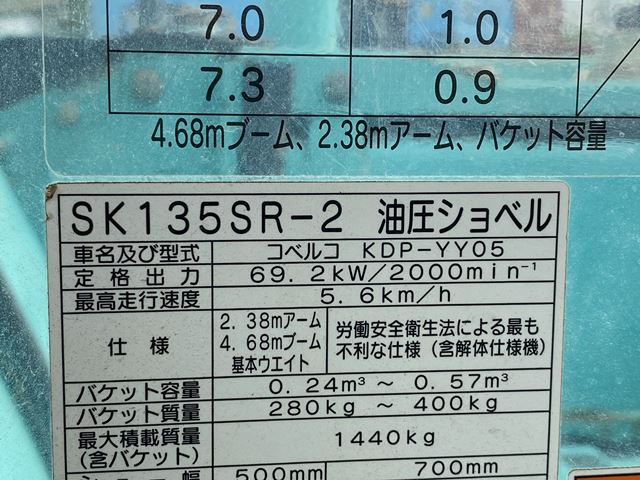 7.0 1.0
7.3 0.9
4.68mブーム、2.38mアーム、バケット容量
SK135SR-2 油圧ショベル
車名及び型式 コベルコ KDP-YY05
定格出力 69.2kW/2000min⁻¹
最高走行速度 5.6km/h
仕様
2.38mアーム
4.68mブーム
基本ウエイト
労働安全衛生法による最も
不利な仕様(含解体仕様機)
バケット容量 0.24m³ ～ 0.57m³
バケット質量 280kg ～ 400kg
最大積載質量
(含バケット)
1440kg
シュー幅 500mm 700mm